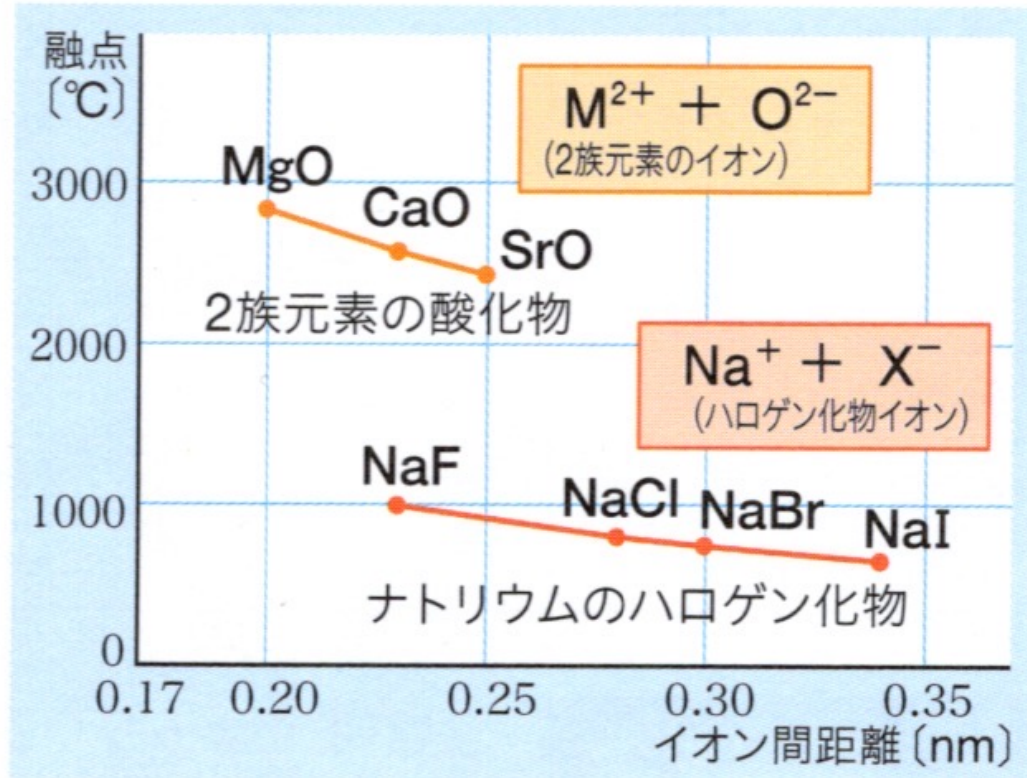 融点
〔℃〕
M²⁺ + O²⁻
(2族元素のイオン)
3000
MgO
CaO
SrO
2族元素の酸化物
2000
Na⁺ + X⁻
(ハロゲン化物イオン)
NaF
NaCl
NaBr
NaI
1000
ナトリウムのハロゲン化物
0
0.17 0.20 0.25 0.30 0.35
イオン間距離〔nm〕